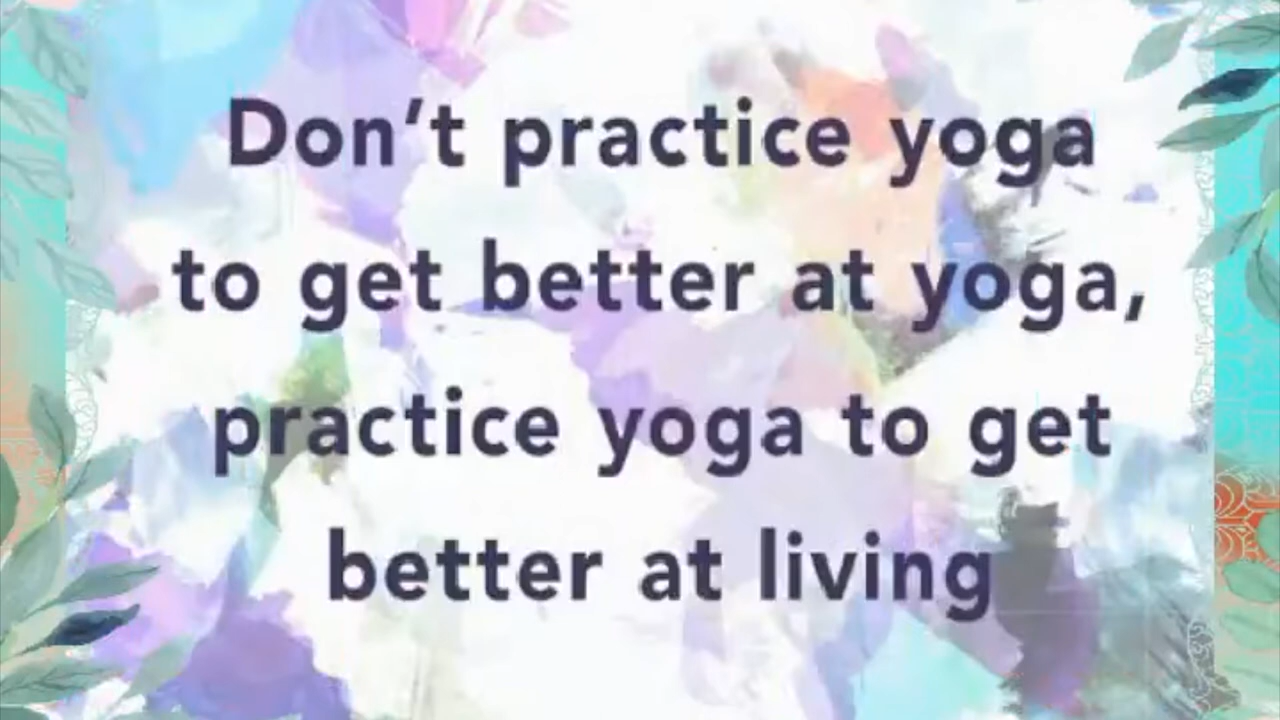 Don’t practice yoga
to get better at yoga,
practice yoga to get
better at living